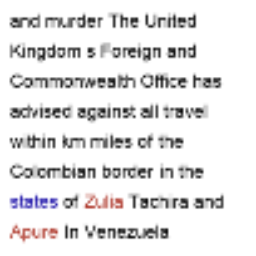 and murder The United
Kingdom s Foreign and
Commonwealth Office has
advised against all travel
within km miles of the
Colombian border in the
states of Zulia Tachira and
Apure In Venezuela